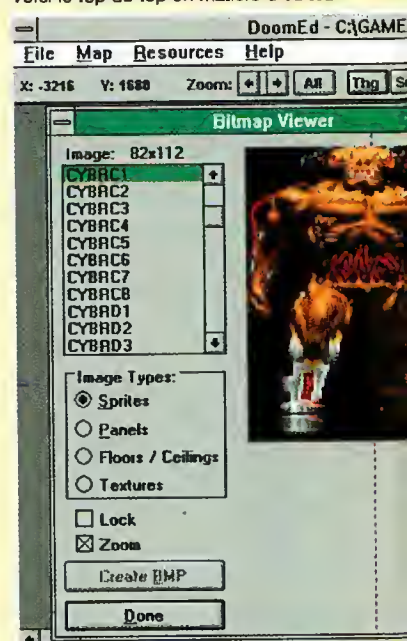 DoomEd - C:\GAME
File Map Resources Help
X: -3216 Y: 1688 Zoom: All Thg
Bitmap Viewer
Image: 82x112
CYBRC1
CYBRC2
CYBRC3
CYBRC4
CYBRC5
CYBRC6
CYBRC7
CYBRC8
CYBRD1
CYBRD2
CYBRD3
Image Types:
Sprites
Panels
Floors / Ceilings
Textures
Lock
Zoom
Create BMP
Done